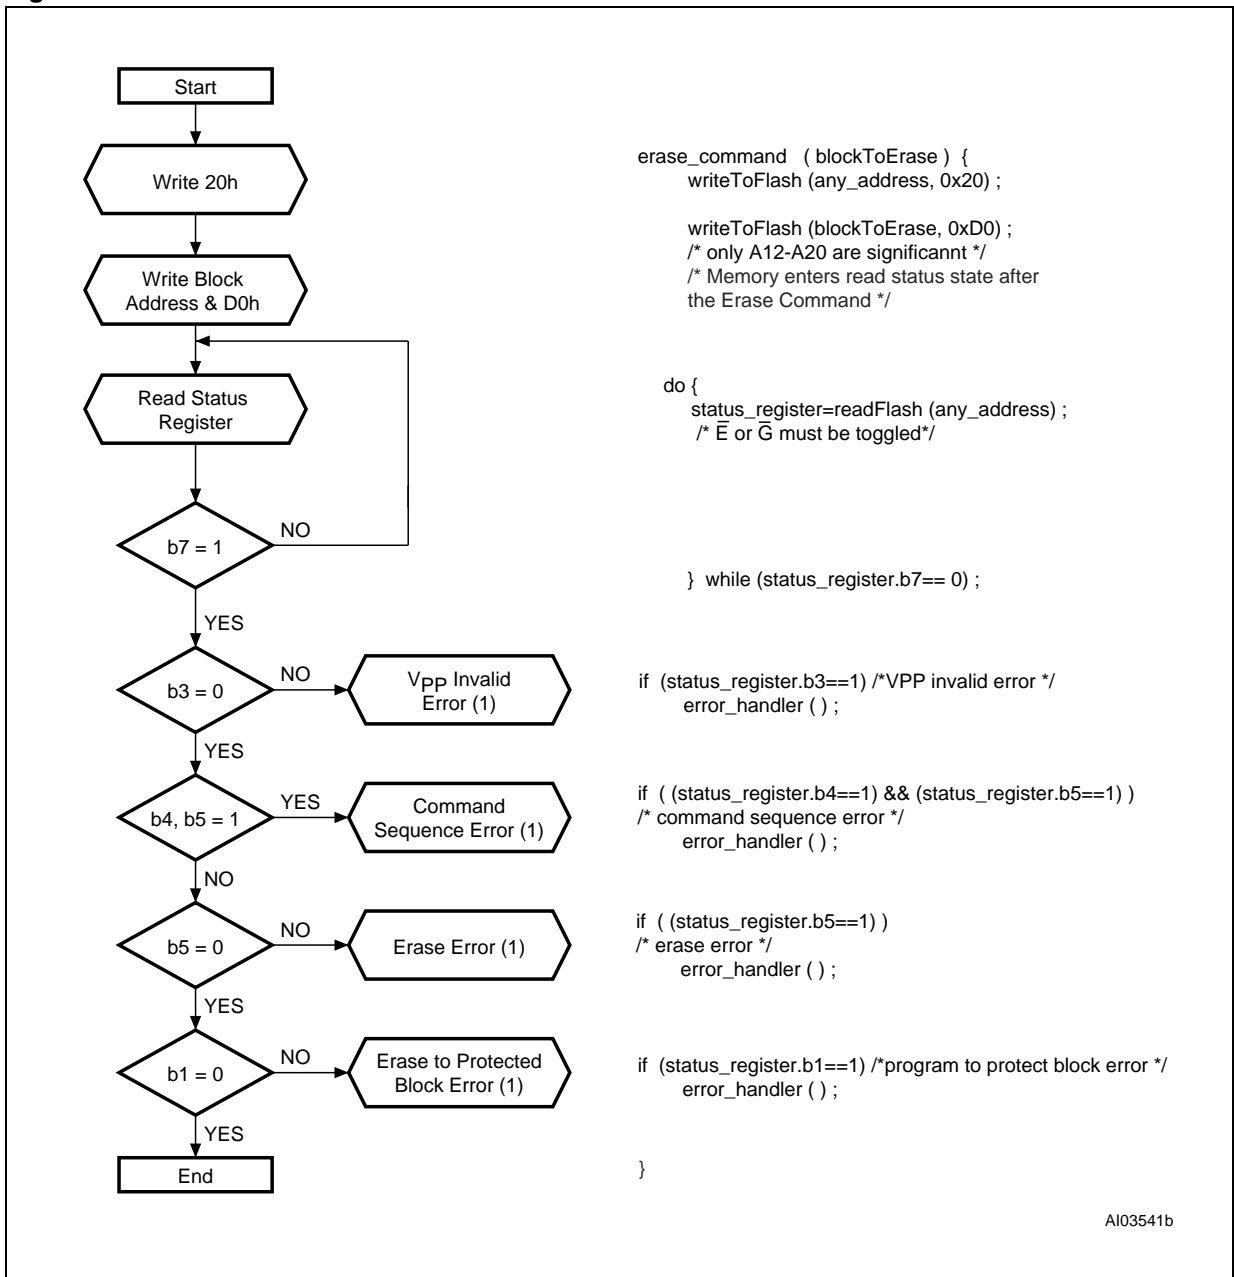 Start
Write 20h
Write Block
Address & D0h
Read Status
Register
b7 = 1
NO
YES
b3 = 0
NO
VPP Invalid
Error (1)
YES
b4, b5 = 1
YES
Command
Sequence Error (1)
NO
b5 = 0
NO
Erase Error (1)
YES
b1 = 0
NO
Erase to Protected
Block Error (1)
YES
End
erase_command ( blockToErase ) {
writeToFlash (any_address, 0x20) ;
writeToFlash (blockToErase, 0xD0) ;
/* only A12-A20 are significannt */
/* Memory enters read status state after
the Erase Command */
do {
status_register=readFlash (any_address) ;
/* E̅ or G̅ must be toggled*/
} while (status_register.b7== 0) ;
if (status_register.b3==1) /*VPP invalid error */
error_handler ( ) ;
if ( (status_register.b4==1) && (status_register.b5==1) )
/* command sequence error */
error_handler ( ) ;
if ( (status_register.b5==1) )
/* erase error */
error_handler ( ) ;
if (status_register.b1==1) /*program to protect block error */
error_handler ( ) ;
}
AI03541b